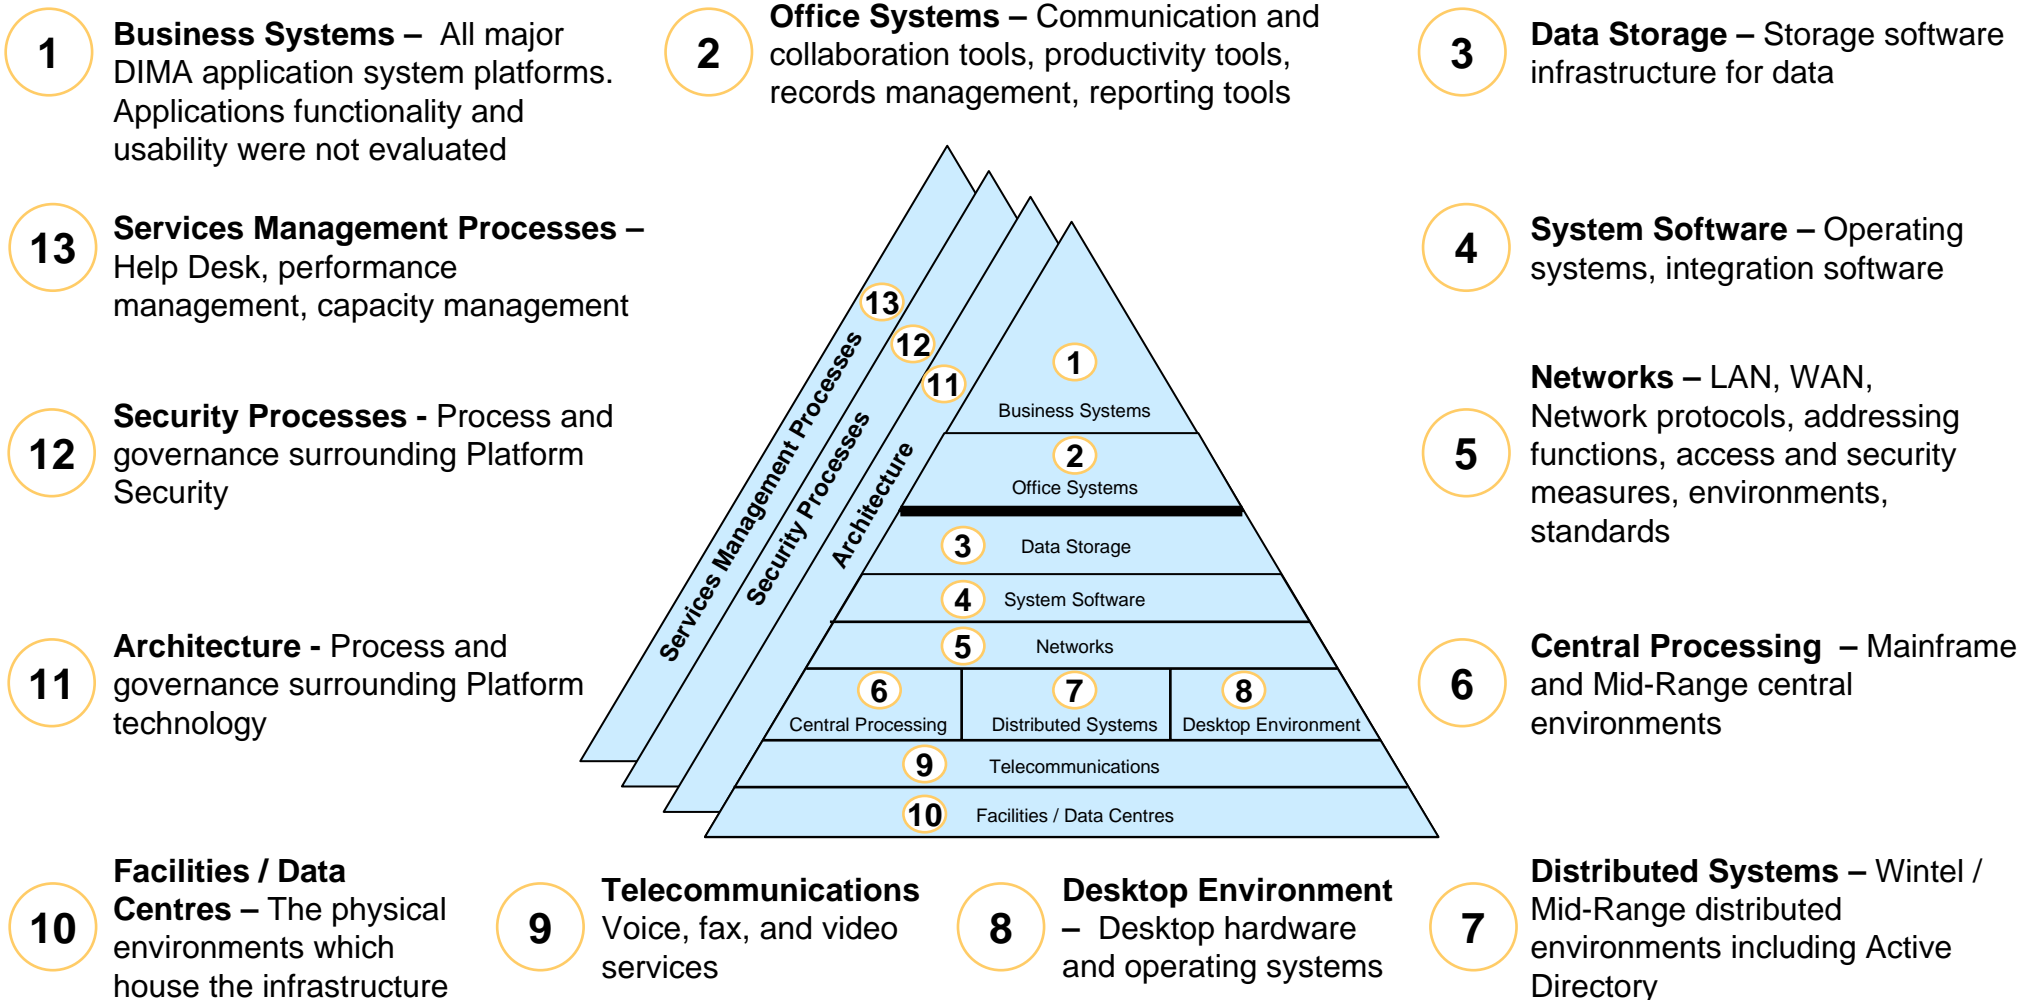 1
Business Systems – All major
DIMA application system platforms.
Applications functionality and
usability were not evaluated
2
Office Systems – Communication and
collaboration tools, productivity tools,
records management, reporting tools
3
Data Storage – Storage software
infrastructure for data
13
Services Management Processes –
Help Desk, performance
management, capacity management
4
System Software – Operating
systems, integration software
12
Security Processes - Process and
governance surrounding Platform
Security
5
Networks – LAN, WAN,
Network protocols, addressing
functions, access and security
measures, environments,
standards
11
Architecture - Process and
governance surrounding Platform
technology
6
Central Processing – Mainframe
and Mid-Range central
environments
13
Services Management Processes
12
Security Processes
11
Architecture
1
Business Systems
2
Office Systems
3 Data Storage
4 System Software
5 Networks
6
Central Processing
7
Distributed Systems
8
Desktop Environment
9 Telecommunications
10 Facilities / Data Centres
10
Facilities / Data
Centres – The physical
environments which
house the infrastructure
9
Telecommunications
Voice, fax, and video
services
8
Desktop Environment
– Desktop hardware
and operating systems
7
Distributed Systems – Wintel /
Mid-Range distributed
environments including Active
Directory